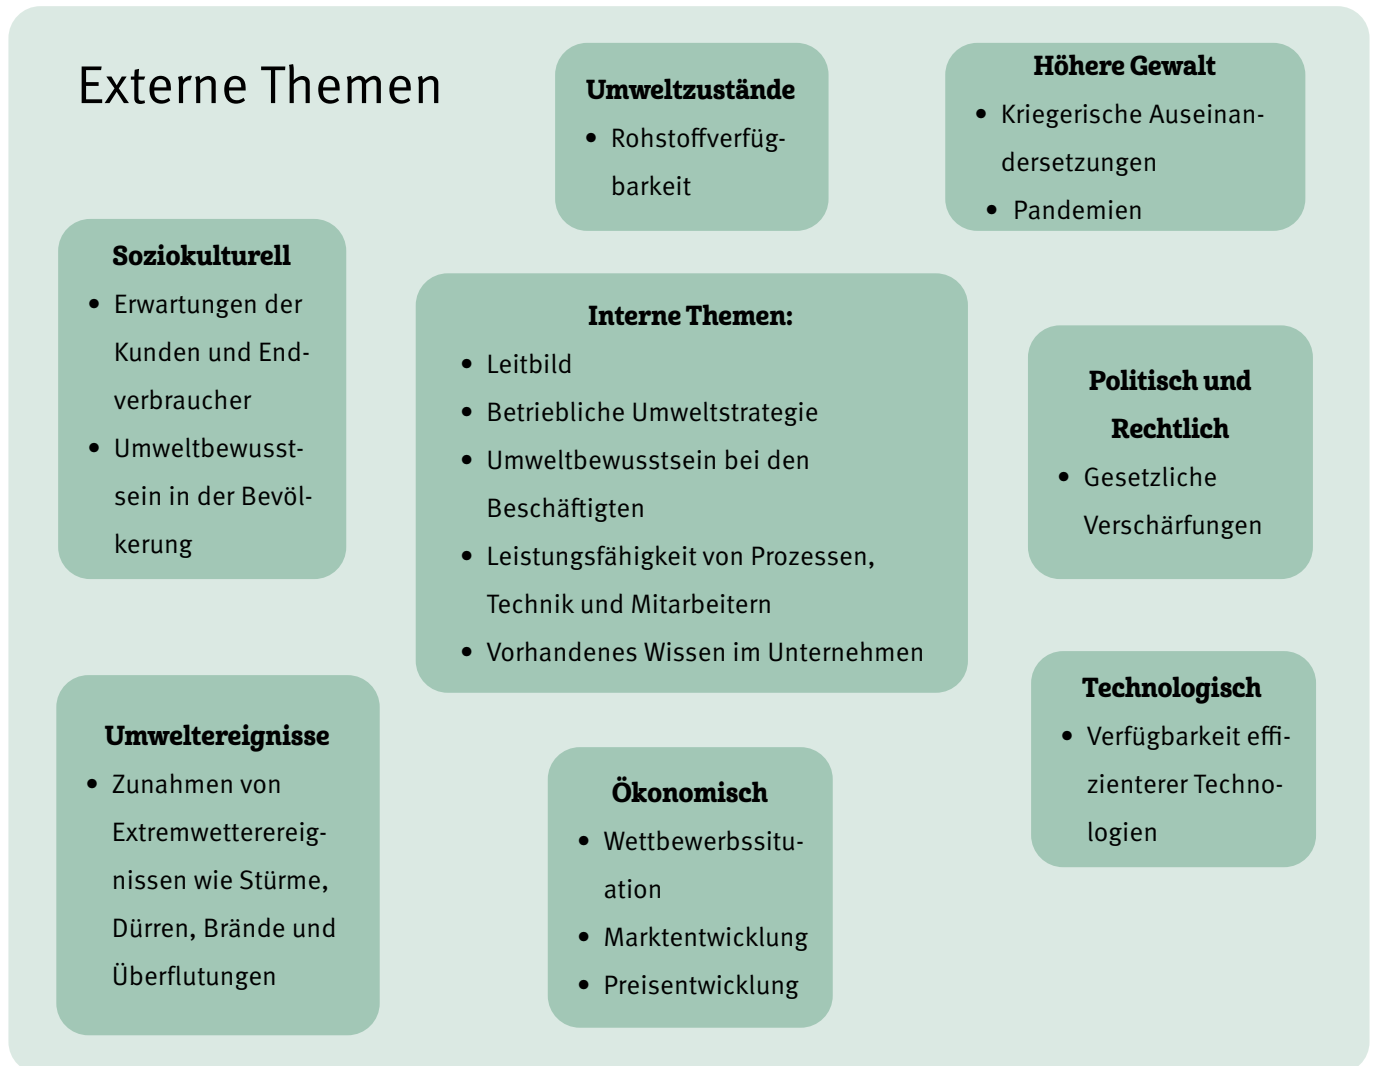 Externe Themen
Umweltzustände
• Rohstoffverfüg-
barkeit
Höhere Gewalt
• Kriegerische Auseinan-
dersetzungen
• Pandemien
Soziokulturell
• Erwartungen der
Kunden und End-
verbraucher
• Umweltbewusst-
sein in der Bevöl-
kerung
Interne Themen:
• Leitbild
• Betriebliche Umweltstrategie
• Umweltbewusstsein bei den
Beschäftigten
• Leistungsfähigkeit von Prozessen,
Technik und Mitarbeitern
• Vorhandenes Wissen im Unternehmen
Politisch und
Rechtlich
• Gesetzliche
Verschärfungen
Umweltereignisse
• Zunahmen von
Extremwetterereig-
nissen wie Stürme,
Dürren, Brände und
Überflutungen
Ökonomisch
• Wettbewerbssitu-
ation
• Marktentwicklung
• Preisentwicklung
Technologisch
• Verfügbarkeit effi-
zienterer Techno-
logien